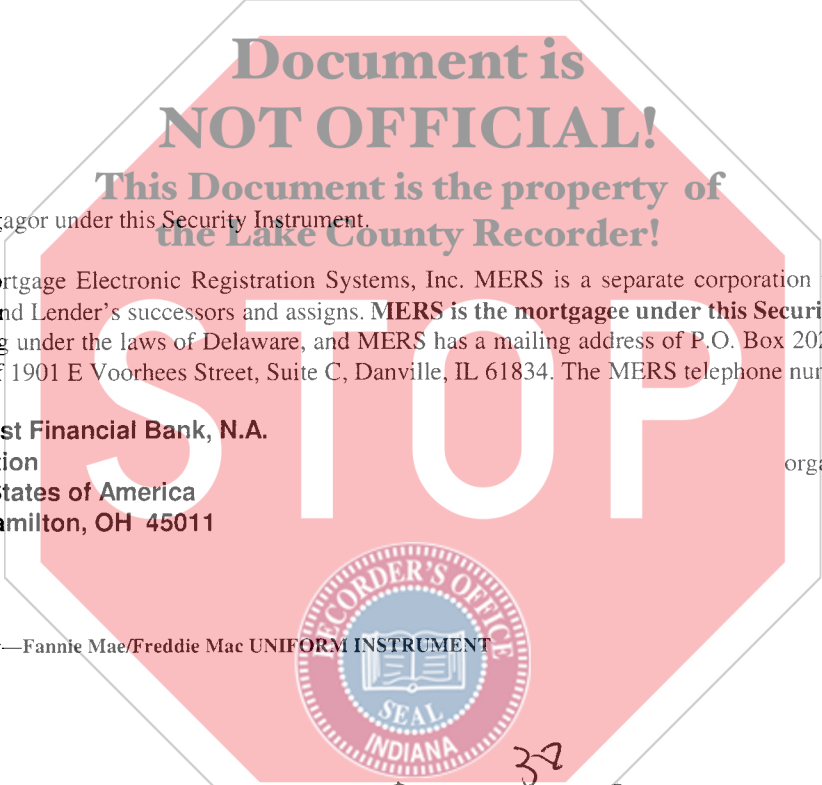 Document is
NOT OFFICIAL!
This Document is the property of
the Lake County Recorder!
gagor under this Security Instrument.
rtgage Electronic Registration Systems, Inc. MERS is a separate corporation
nd Lender's successors and assigns. MERS is the mortgagee under this Securi
g under the laws of Delaware, and MERS has a mailing address of P.O. Box 202
f 1901 E Voorhees Street, Suite C, Danville, IL 61834. The MERS telephone nur
STOP
st Financial Bank, N.A.
tion orga
States of America
amilton, OH 45011
—Fannie Mae/Freddie Mac UNIFORM INSTRUMENT
RECORDER'S OFFICE
SEAL
INDIANA